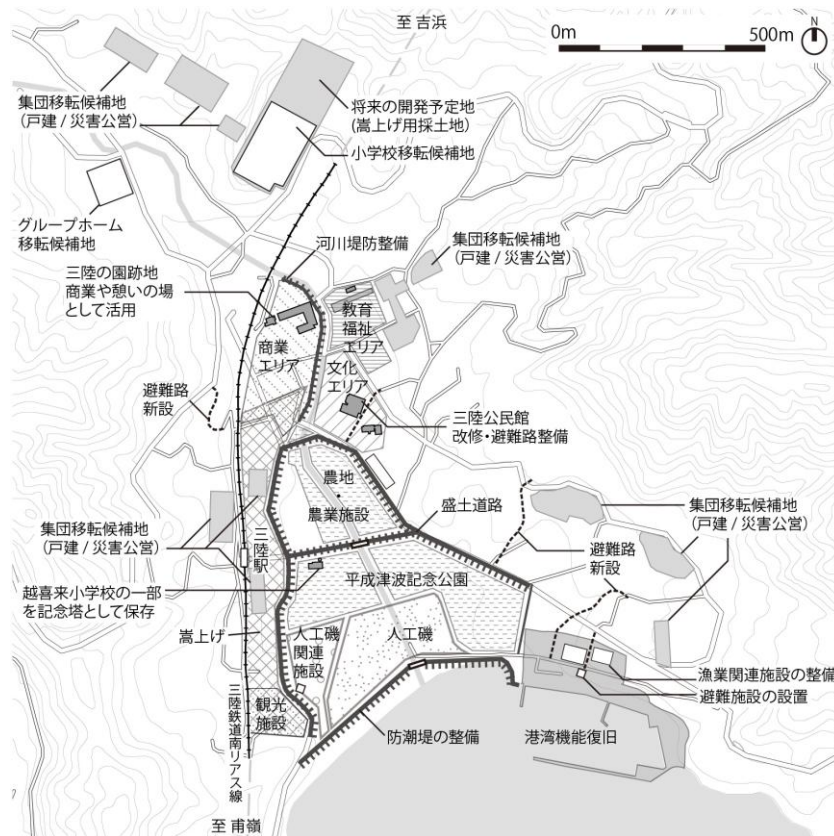 至 吉浜
0m
500m
N
集団移転候補地
(戸建 / 災害公営)
将来の開発予定地
(嵩上げ用採土地)
小学校移転候補地
グループホーム
移転候補地
河川堤防整備
集団移転候補地
(戸建 / 災害公営)
三陸の園跡地
商業や憩いの場
として活用
教育
福祉
エリア
商業
エリア
文化
エリア
避難路
新設
三陸公民館
改修・避難路整備
農地
・
農業施設
盛土道路
集団移転候補地
(戸建 / 災害公営)
集団移転候補地
(戸建 / 災害公営)
三陸駅
避難路
新設
平成津波記念公園
越喜来小学校の一部
を記念塔として保存
嵩上げ
人工磯
関連
施設
人工磯
漁業関連施設の整備
避難施設の設置
三陸鉄道南リアス線
観光
施設
防潮堤の整備
港湾機能復旧
至 甫嶺